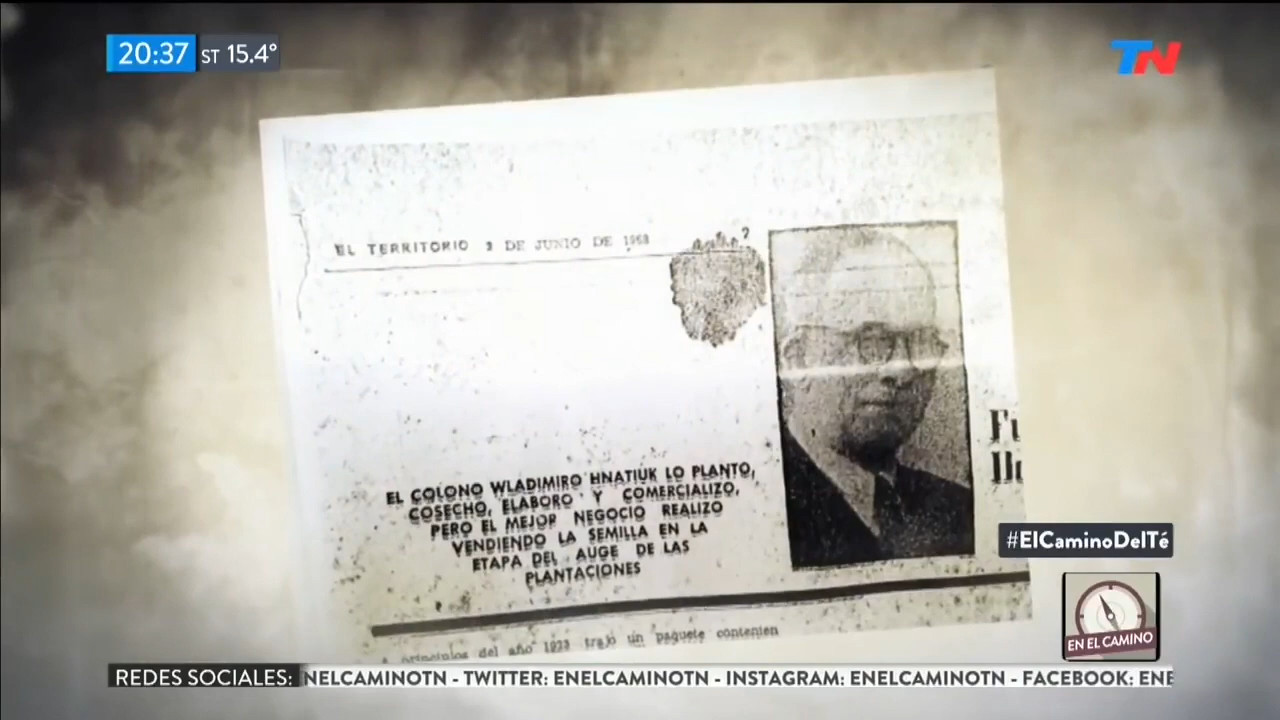 20:37 ST 15.4°
TN
EL TERRITORIO 3 DE JUNIO DE 1968
?
EL COLONO WLADIMIRO HNATIUK LO PLANTO,
COSECHO, ELABORO Y COMERCIALIZO,
PERO EL MEJOR NEGOCIO REALIZO
VENDIENDO LA SEMILLA EN LA
ETAPA DEL AUGE DE LAS
PLANTACIONES
A principios del año 1923 trajo un paquete contenien
#ElCaminoDelTé
EN EL CAMINO
REDES SOCIALES: NELCAMINOTN - TWITTER: ENELCAMINOTN - INSTAGRAM: ENELCAMINOTN - FACEBOOK: ENE